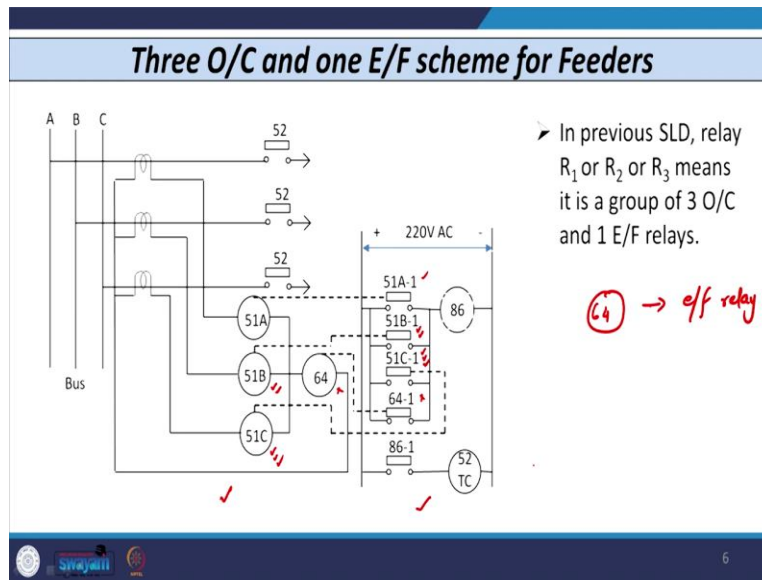 Three O/C and one E/F scheme for Feeders
A B C
52
52
52
51A
51B
51C
64
Bus
+ 220V AC -
51A-1
86
51B-1
51C-1
64-1
86-1
52
TC
➢ In previous SLD, relay
R1 or R2 or R3 means
it is a group of 3 O/C
and 1 E/F relays.
64 → e/f relay
swayam
6